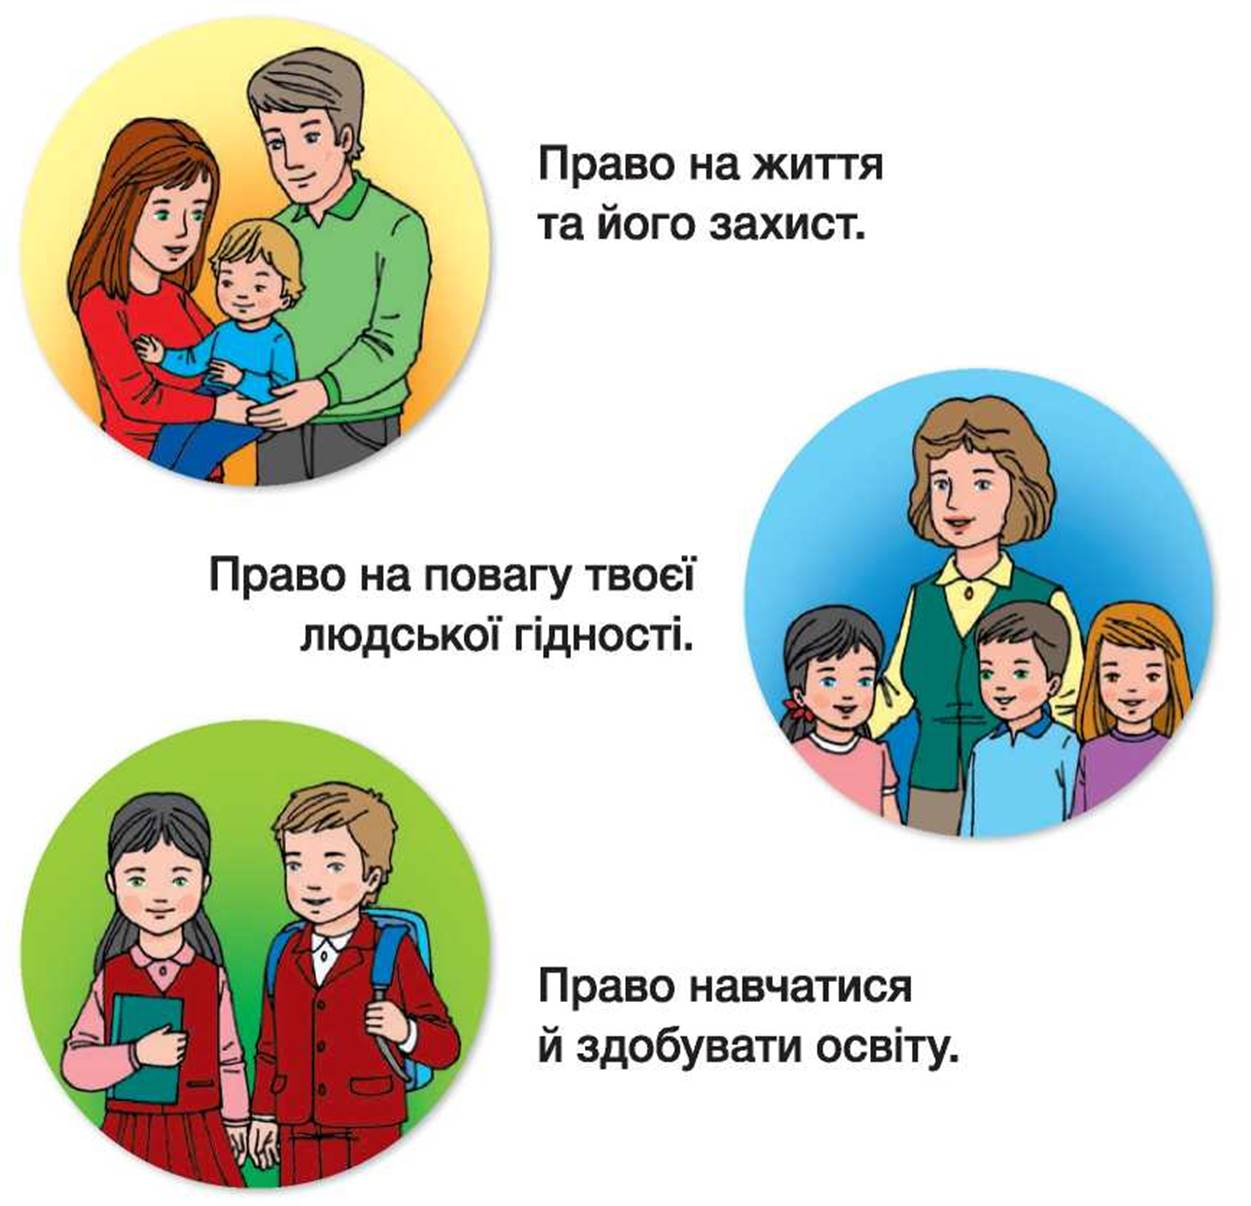 Право на життя
та його захист.
Право на повагу твоєї
людської гідності.
Право навчатися
й здобувати освіту.